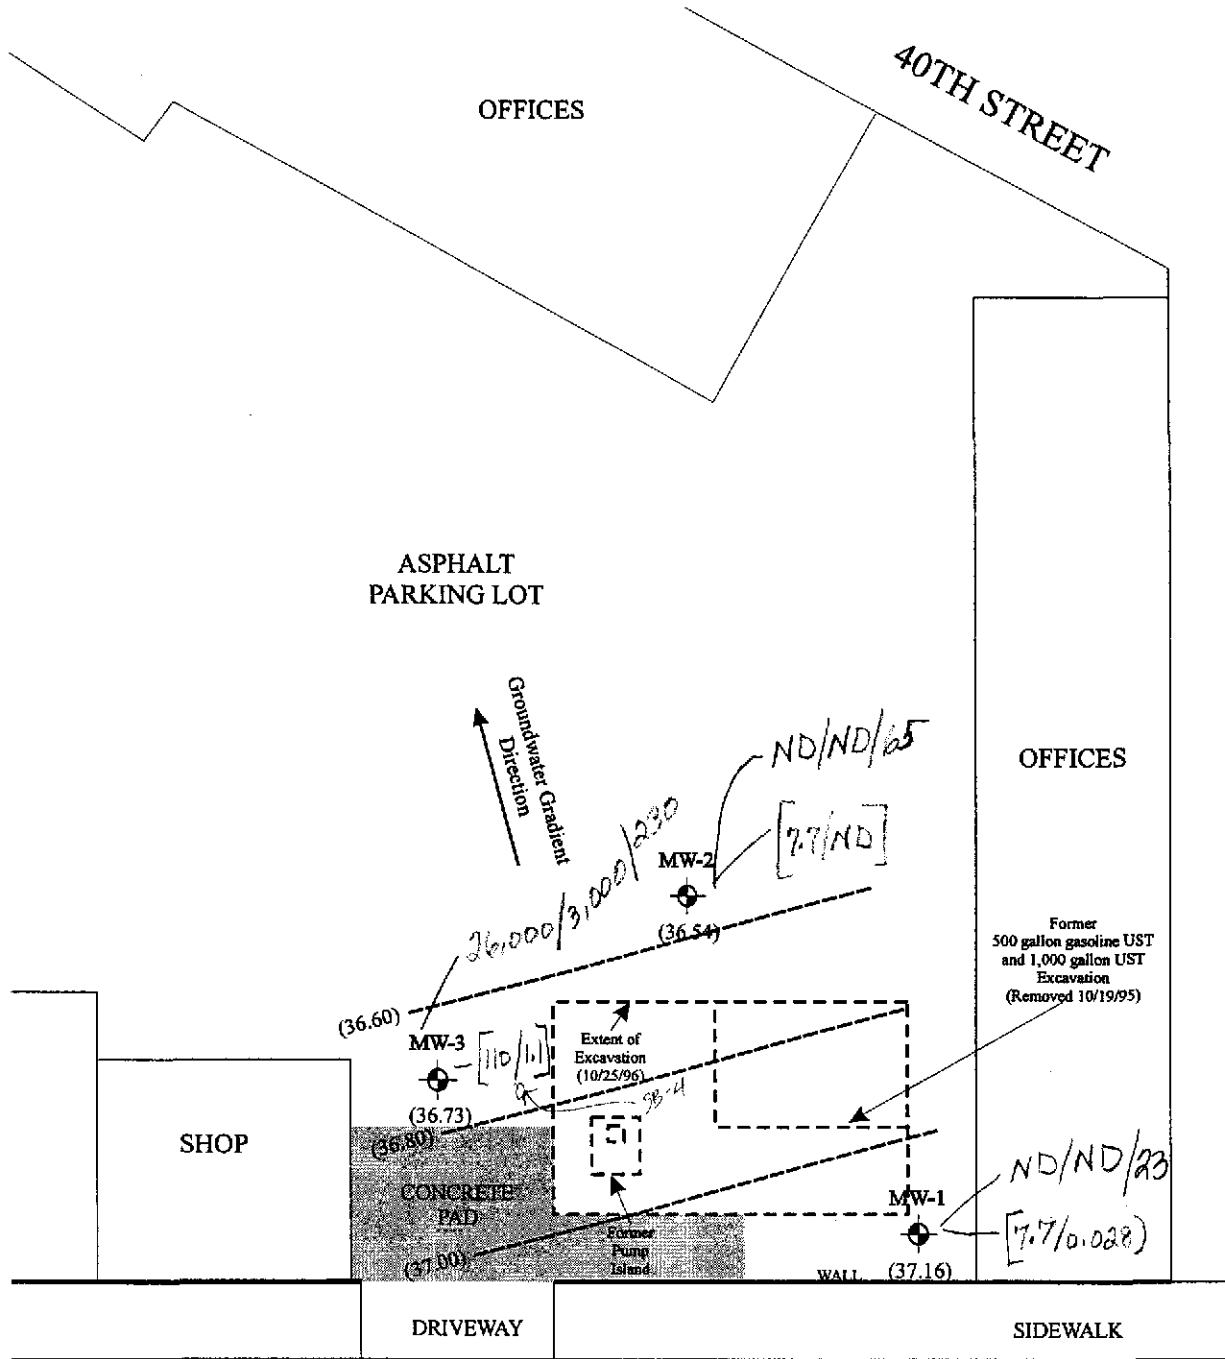 40TH STREET
OFFICES
ASPHALT
PARKING LOT
Groundwater Gradient
Direction
ND/ND/65
[7.7/ND]
OFFICES
MW-2
(36.54)
26,000/3,000/230
Former
500 gallon gasoline UST
and 1,000 gallon UST
Excavation
(Removed 10/19/95)
(36.60)
MW-3
[110/1.1]
(36.73)
Extent of
Excavation
(10/25/96)
SB-4
(36.80)
SHOP
CONCRETE
PAD
(37.00)
Former
Pump
Island
ND/ND/23
MW-1
[7.7/0.028)
WALL
(37.16)
DRIVEWAY
SIDEWALK